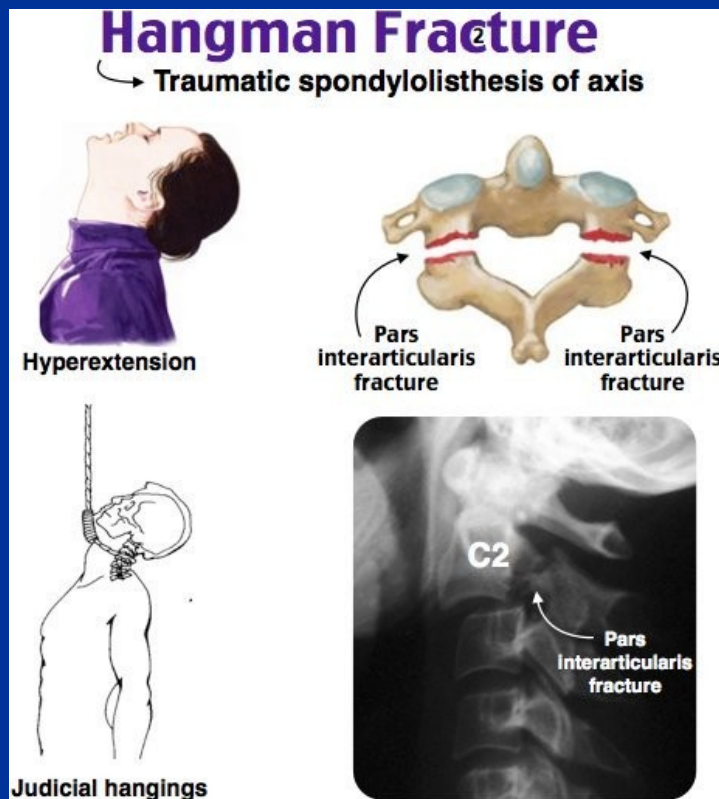 Hangman Fracture
2
Traumatic spondylolisthesis of axis
Hyperextension
Pars
interarticularis
fracture
Pars
interarticularis
fracture
Judicial hangings
C2
Pars
interarticularis
fracture